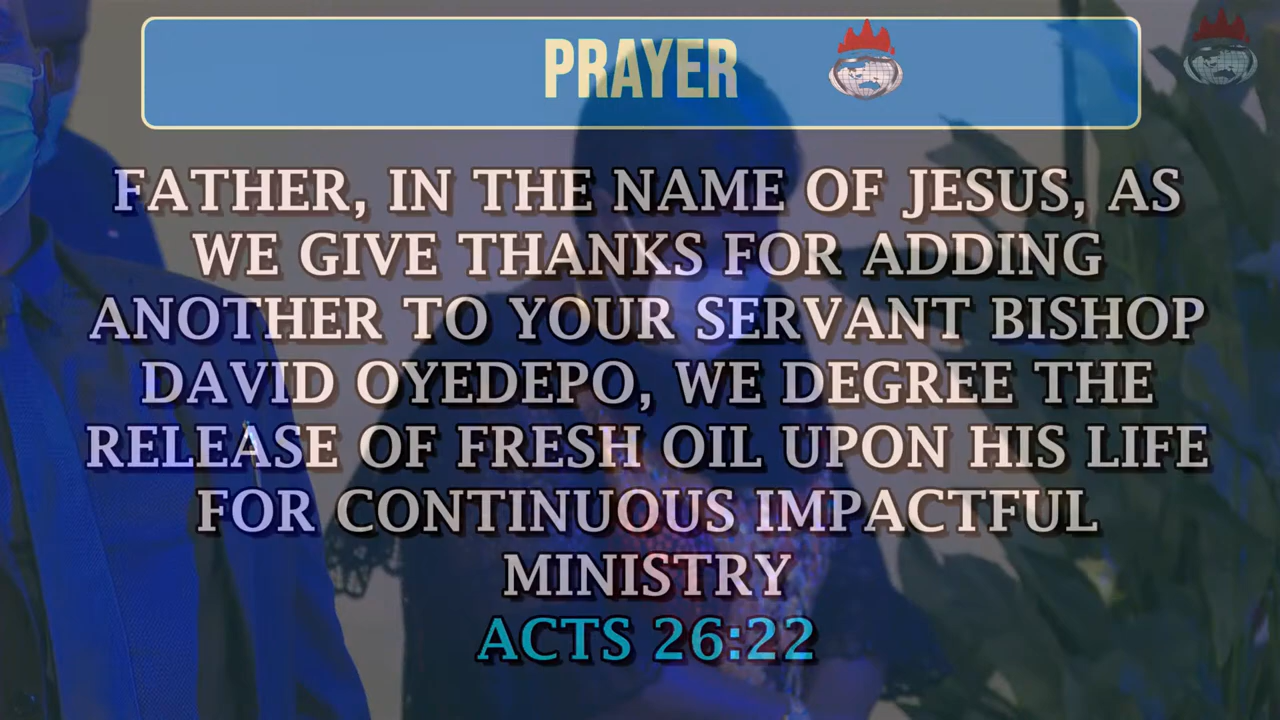 PRAYER
FATHER, IN THE NAME OF JESUS, AS
WE GIVE THANKS FOR ADDING
ANOTHER TO YOUR SERVANT BISHOP
DAVID OYEDEPO, WE DEGREE THE
RELEASE OF FRESH OIL UPON HIS LIFE
FOR CONTINUOUS IMPACTFUL
MINISTRY
ACTS 26:22